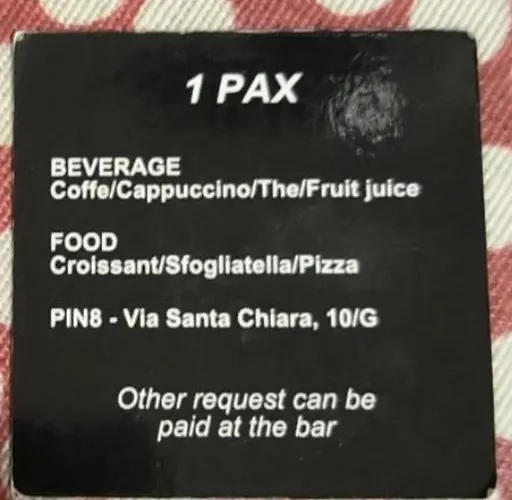 1 PAX
BEVERAGE
Coffe/Cappuccino/The/Fruit juice
FOOD
Croissant/Sfogliatella/Pizza
PIN8 - Via Santa Chiara, 10/G
Other request can be
paid at the bar